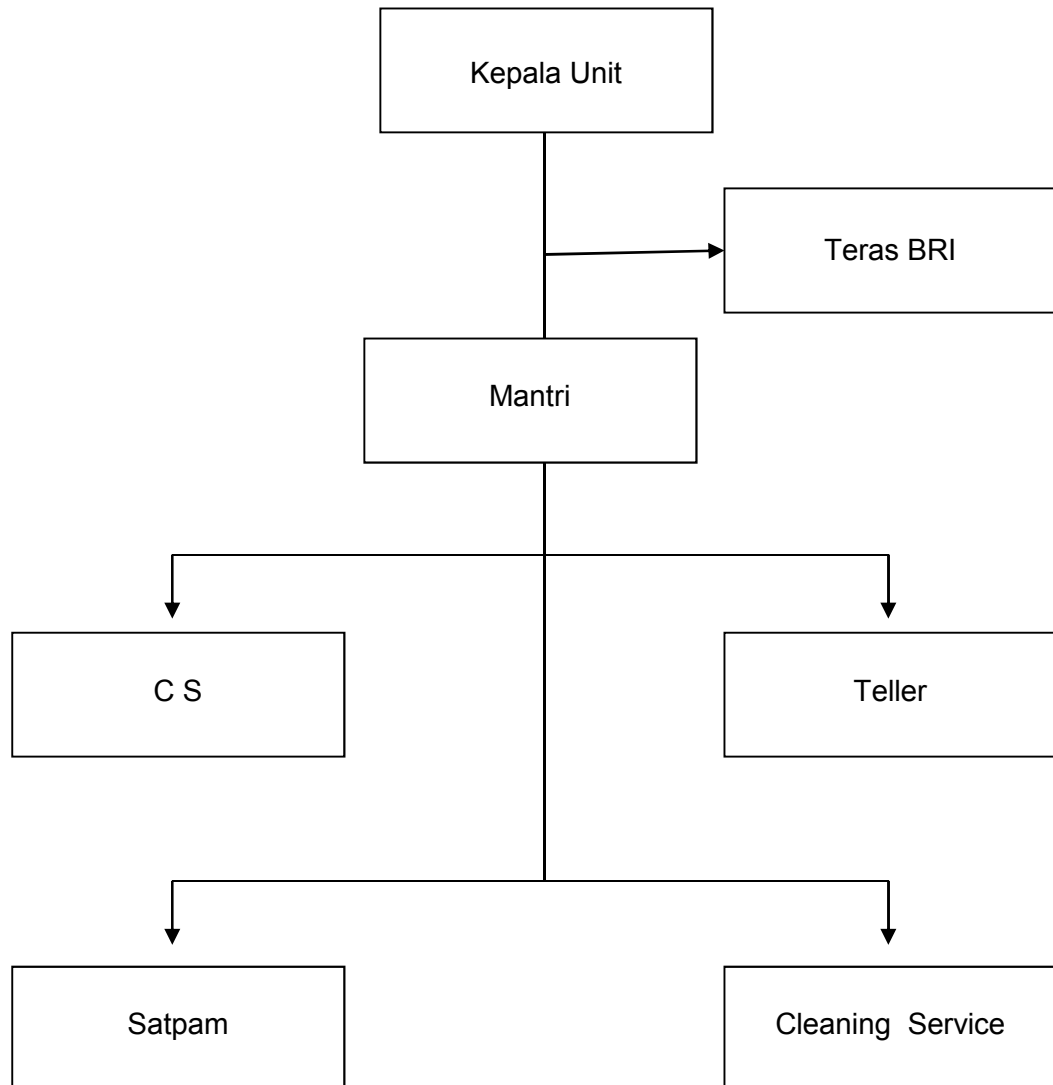 Kepala Unit
Teras BRI
Mantri
C S
Teller
Satpam
Cleaning  Service